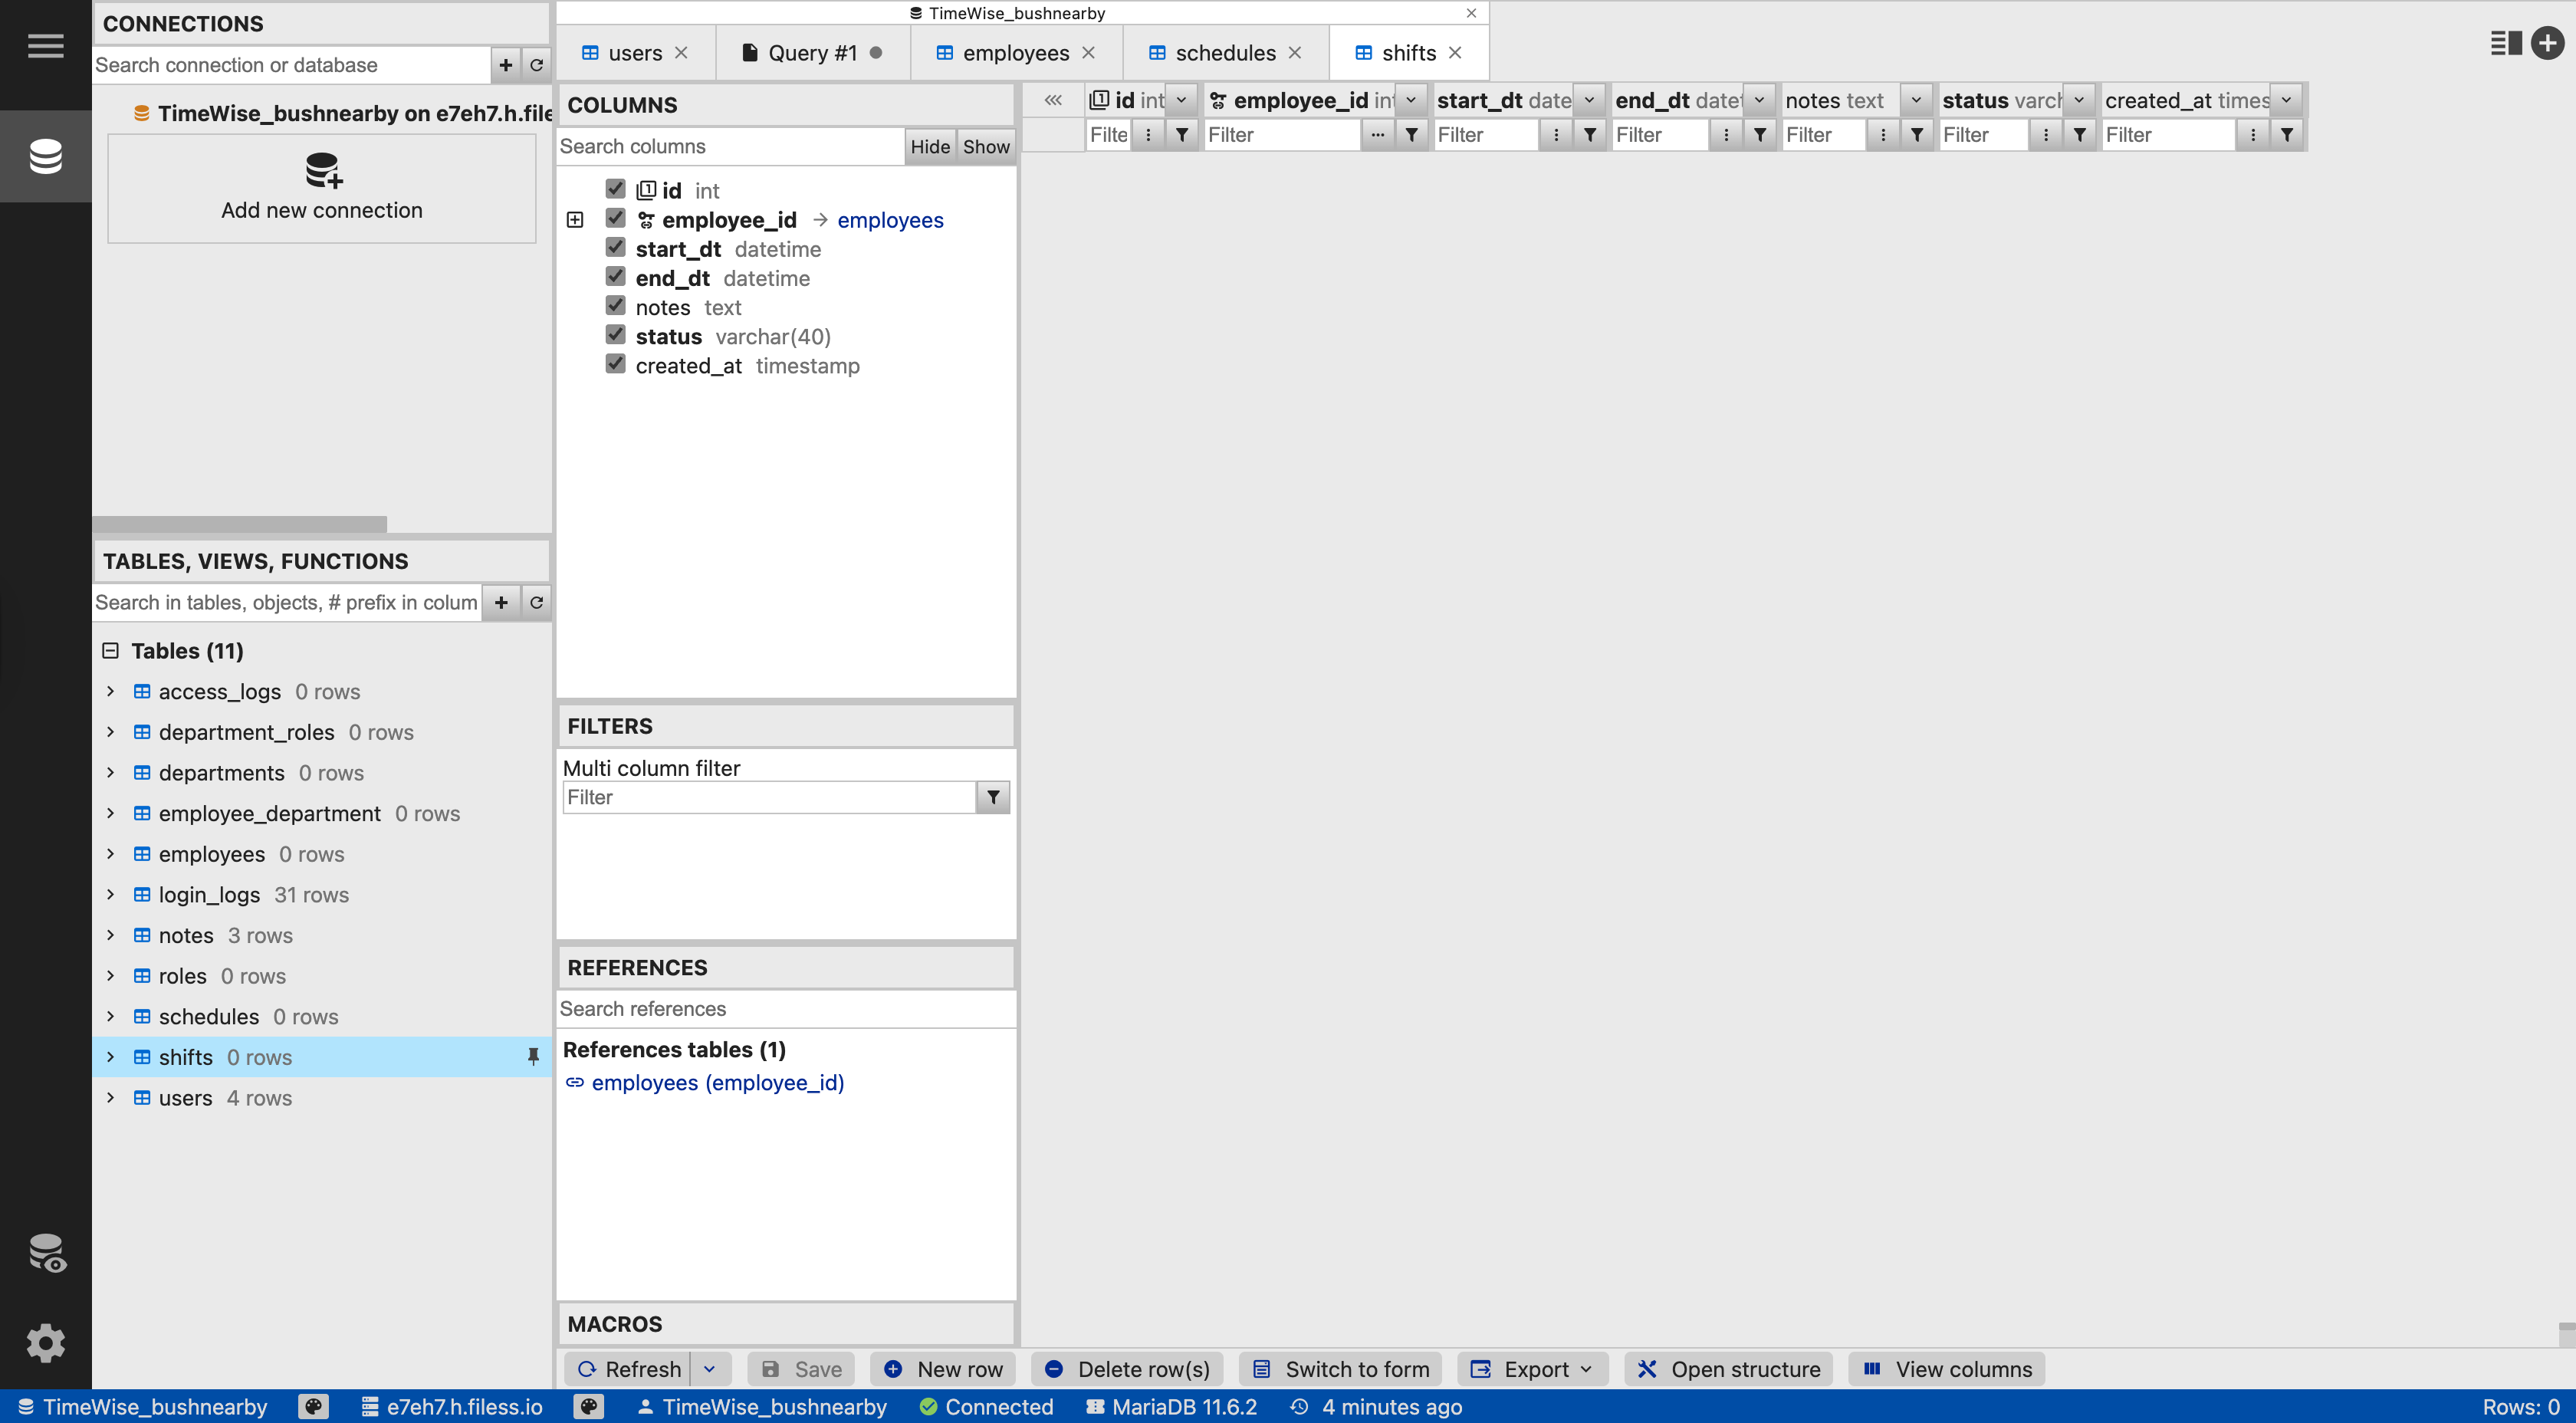 CONNECTIONS
Search connection or database
TimeWise_bushnearby on e7eh7.h.file
Add new connection
TABLES, VIEWS, FUNCTIONS
Search in tables, objects, # prefix in colum
Tables (11)
access_logs 0 rows
department_roles 0 rows
departments 0 rows
employee_department 0 rows
employees 0 rows
login_logs 31 rows
notes 3 rows
roles 0 rows
schedules 0 rows
shifts 0 rows
users 4 rows
TimeWise_bushnearby
users
Query #1
employees
schedules
shifts
COLUMNS
Search columns
Hide
Show
id int
employee_id → employees
start_dt datetime
end_dt datetime
notes text
status varchar(40)
created_at timestamp
FILTERS
Multi column filter
Filter
REFERENCES
Search references
References tables (1)
employees (employee_id)
MACROS
id int
employee_id int
start_dt date
end_dt datet
notes text
status varch
created_at times
Filte
Filter
Filter
Filter
Filter
Filter
Filter
Refresh
Save
New row
Delete row(s)
Switch to form
Export
Open structure
View columns
TimeWise_bushnearby
e7eh7.h.filess.io
TimeWise_bushnearby
Connected
MariaDB 11.6.2
4 minutes ago
Rows: 0